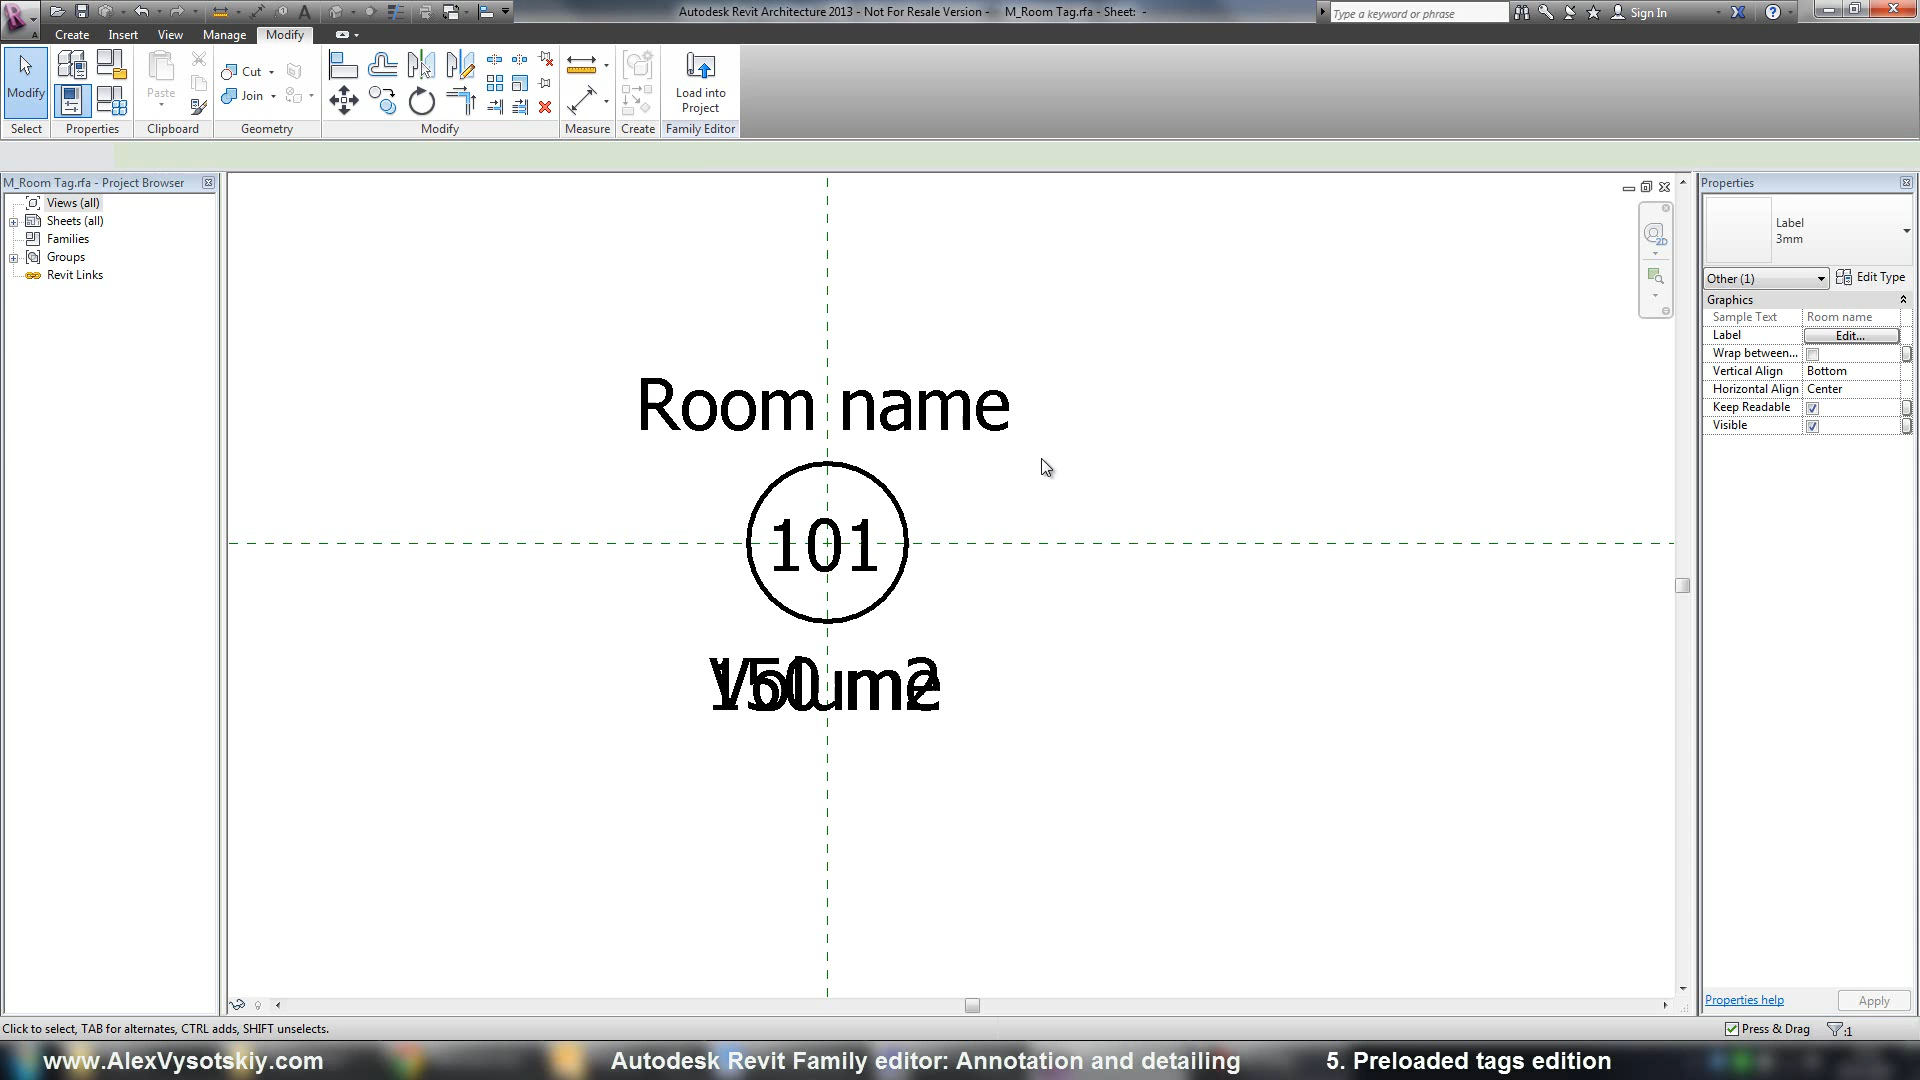 Autodesk Revit Architecture 2013 - Not For Resale Version -    M_Room Tag.rfa - Sheet:  -
Type a keyword or phrase
Sign In
Create
Insert
View
Manage
Modify
Modify
Paste
Cut
Join
Load into
Project
Select
Properties
Clipboard
Geometry
Modify
Measure
Create
Family Editor
M_Room Tag.rfa - Project Browser
Views (all)
Sheets (all)
Families
Groups
Revit Links
Room name
101
Volume
150 m2
2D
Properties
Label
3mm
Other (1)
Edit Type
Graphics
Sample Text
Room name
Label
Edit...
Wrap between...
Vertical Align
Bottom
Horizontal Align
Center
Keep Readable
Visible
Properties help
Apply
Click to select, TAB for alternates, CTRL adds, SHIFT unselects.
Press & Drag
:1
www.AlexVysotskiy.com
Autodesk Revit Family editor: Annotation and detailing
5. Preloaded tags edition